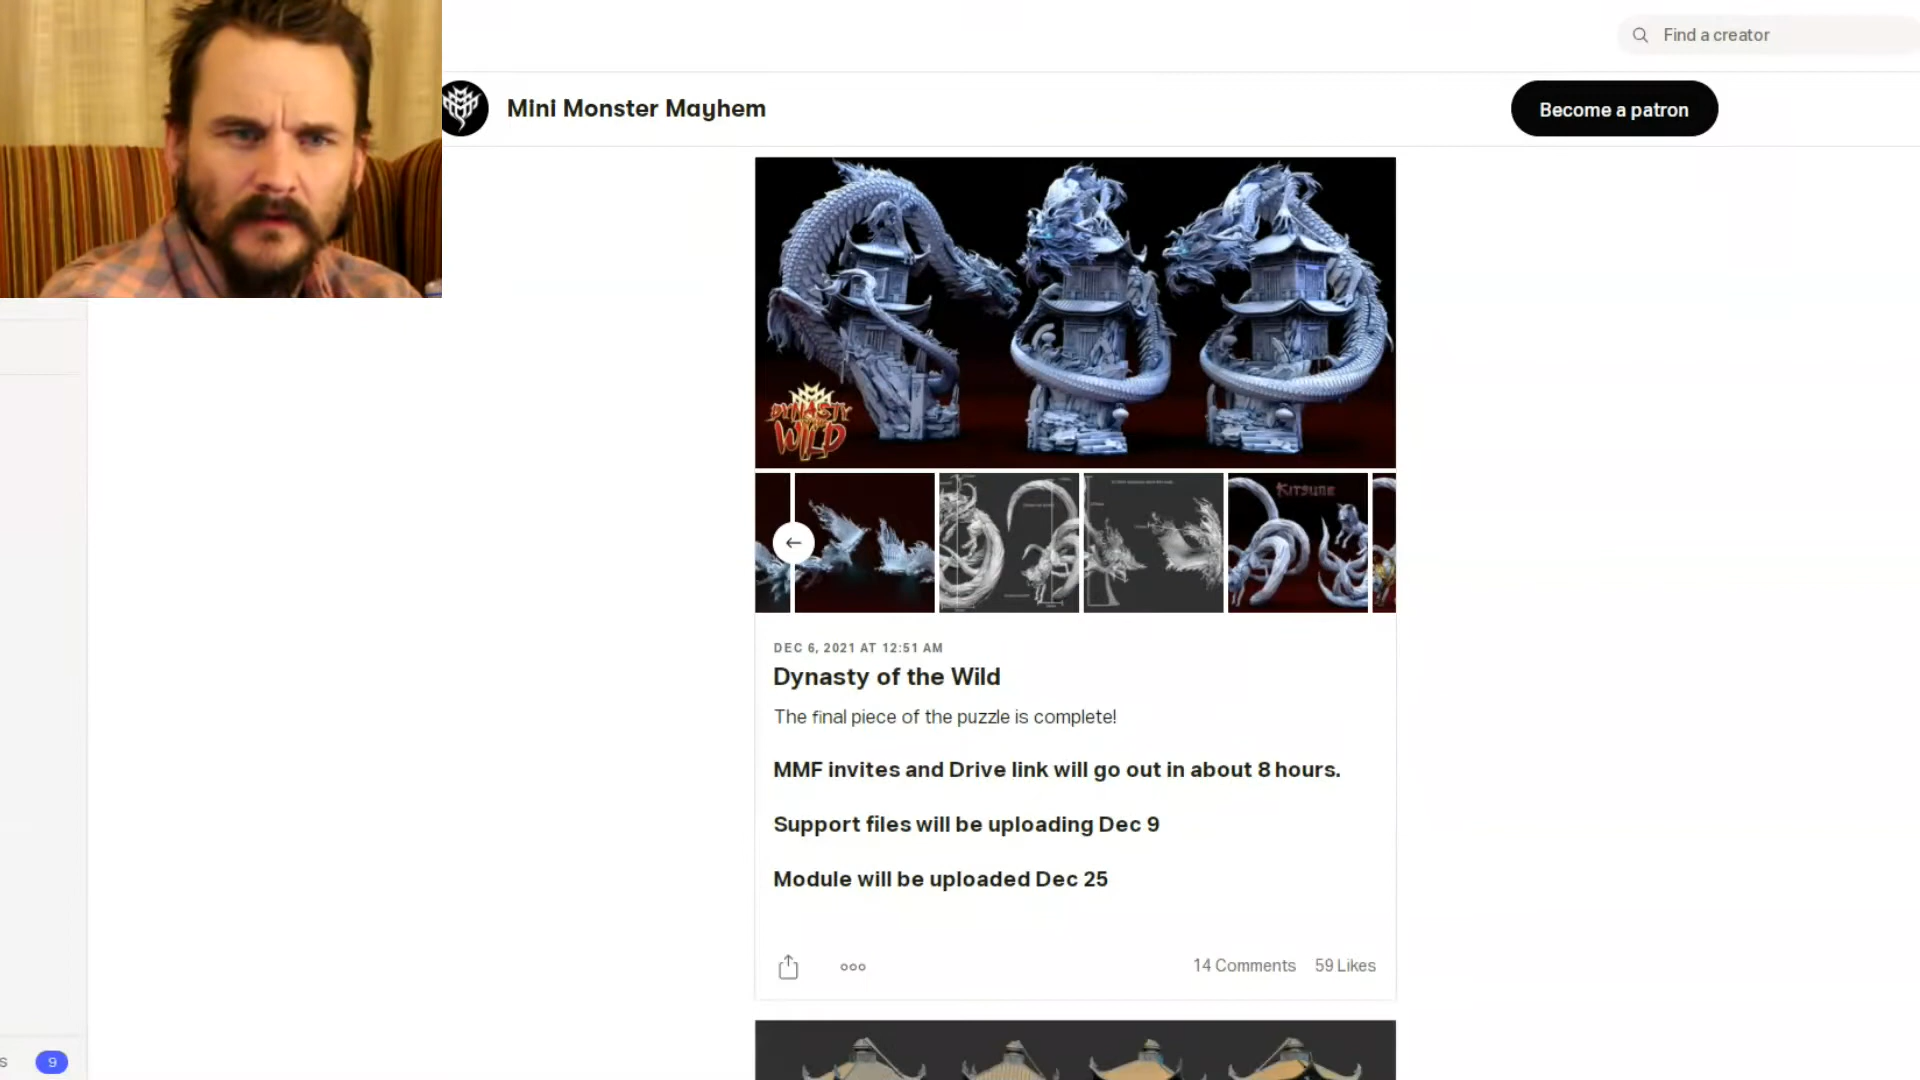 Find a creator
Mini Monster Mayhem
Become a patron
DYNASTY
WILD
KITSUNE
DEC 6, 2021 AT 12:51 AM
Dynasty of the Wild
The final piece of the puzzle is complete!
MMF invites and Drive link will go out in about 8 hours.
Support files will be uploading Dec 9
Module will be uploaded Dec 25
14 Comments 59 Likes
s 9